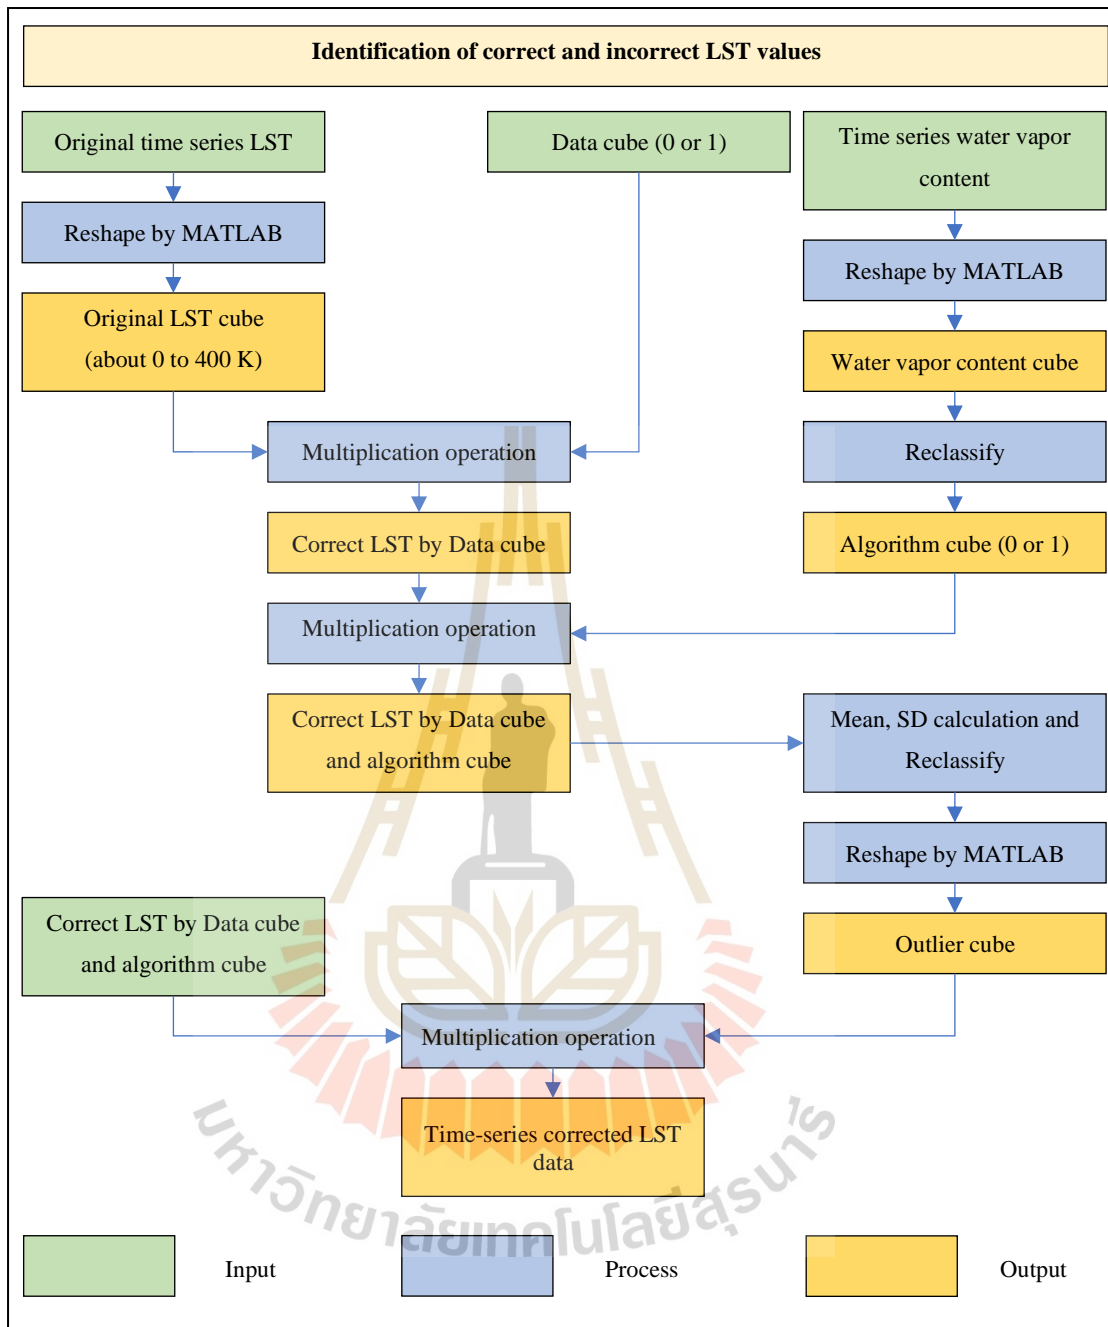 Identification of correct and incorrect LST values
Original time series LST
Data cube (0 or 1)
Time series water vapor
content
Reshape by MATLAB
Reshape by MATLAB
Original LST cube
(about 0 to 400 K)
Water vapor content cube
Multiplication operation
Reclassify
Correct LST by Data cube
Algorithm cube (0 or 1)
Multiplication operation
Correct LST by Data cube
and algorithm cube
Mean, SD calculation and
Reclassify
Reshape by MATLAB
Correct LST by Data cube
and algorithm cube
Outlier cube
Multiplication operation
Time-series corrected LST
data
มหาวิทยาลัยเทคโนโลยีสุรนารี
Input
Process
Output